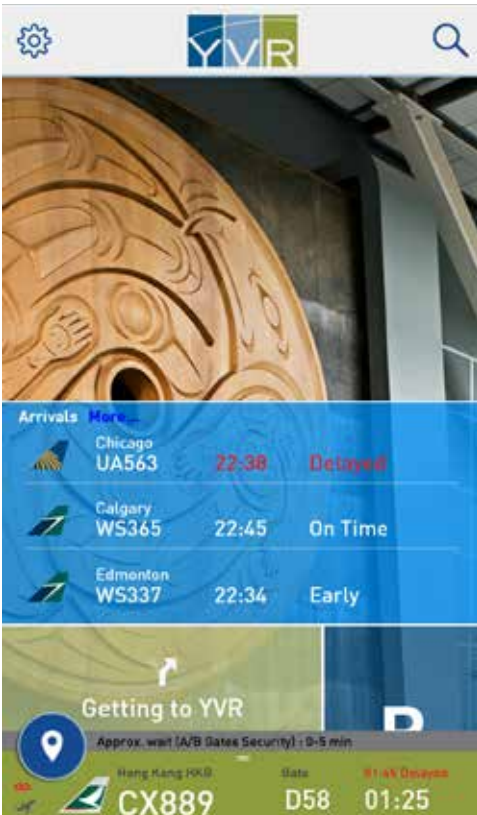 YVR
Arrivals More...
Chicago
UA563 22:38 Delayed
Calgary
WS365 22:45 On Time
Edmonton
WS337 22:34 Early
Getting to YVR
Approx. wait (A/B Gates Security) : 0-5 min
Hong Kong HKG Gate Delayed
CX889 D58 01:25